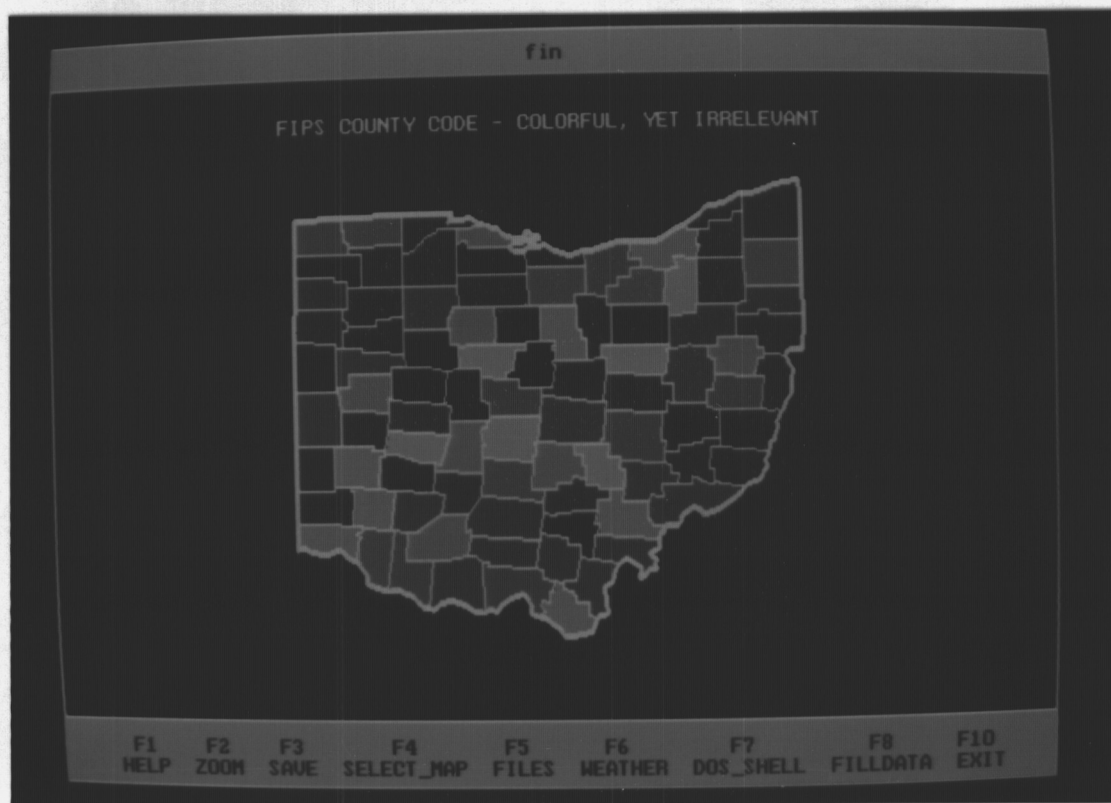 fin
FIPS COUNTY CODE - COLORFUL, YET IRRELEVANT
F1 F2 F3 F4 F5 F6 F7 F8 F10
HELP ZOOM SAVE SELECT_MAP FILES WEATHER DOS_SHELL FILLDATA EXIT